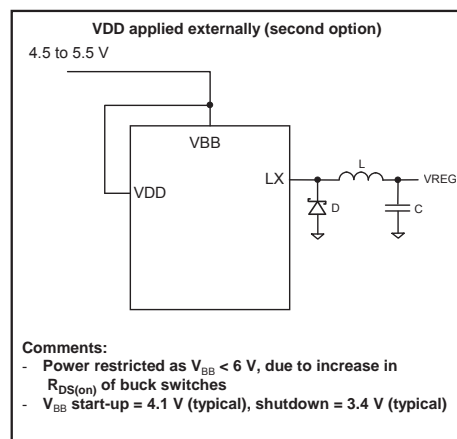 VDD applied externally (second option)
4.5 to 5.5 V
VBB
VDD
LX
L
VREG
D
C
Comments:
- Power restricted as VBB < 6 V, due to increase in
RDS(on) of buck switches
- VBB start-up = 4.1 V (typical), shutdown = 3.4 V (typical)